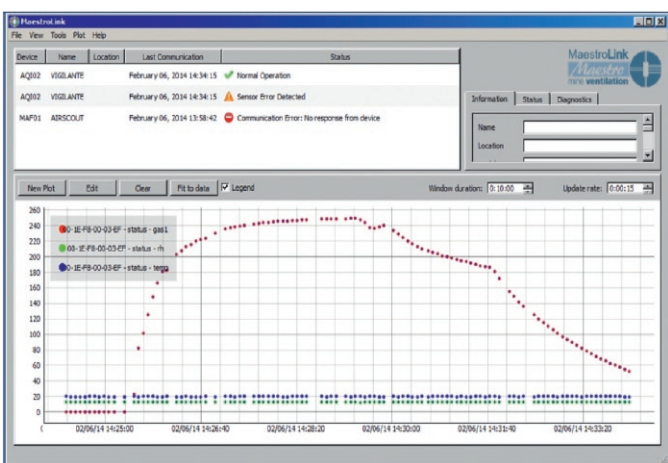 MaestroLink
File View Tools Plot Help
Device Name Location Last Communication Status
AQI02 VIGILANTE February 06, 2014 14:34:15 Normal Operation
AQI02 VIGILANTE February 06, 2014 14:34:15 Sensor Error Detected
MAF01 AIRSCOUT February 06, 2014 13:58:42 Communication Error: No response from device
MaestroLink
Maestro
mine ventilation
Information Status Diagnostics
Name
Location
New Plot Edit Clear Fit to data Legend Window duration: 0:10:00 Update rate: 0:00:15
260
240
220
200
180
160
140
120
100
80
60
40
20
0
00-1E-F8-00-03-EF - status - gas1
00-1E-F8-00-03-EF - status - rh
00-1E-F8-00-03-EF - status - temp
02/06/14 14:25:00 02/06/14 14:26:40 02/06/14 14:28:20 02/06/14 14:30:00 02/06/14 14:31:40 02/06/14 14:33:20